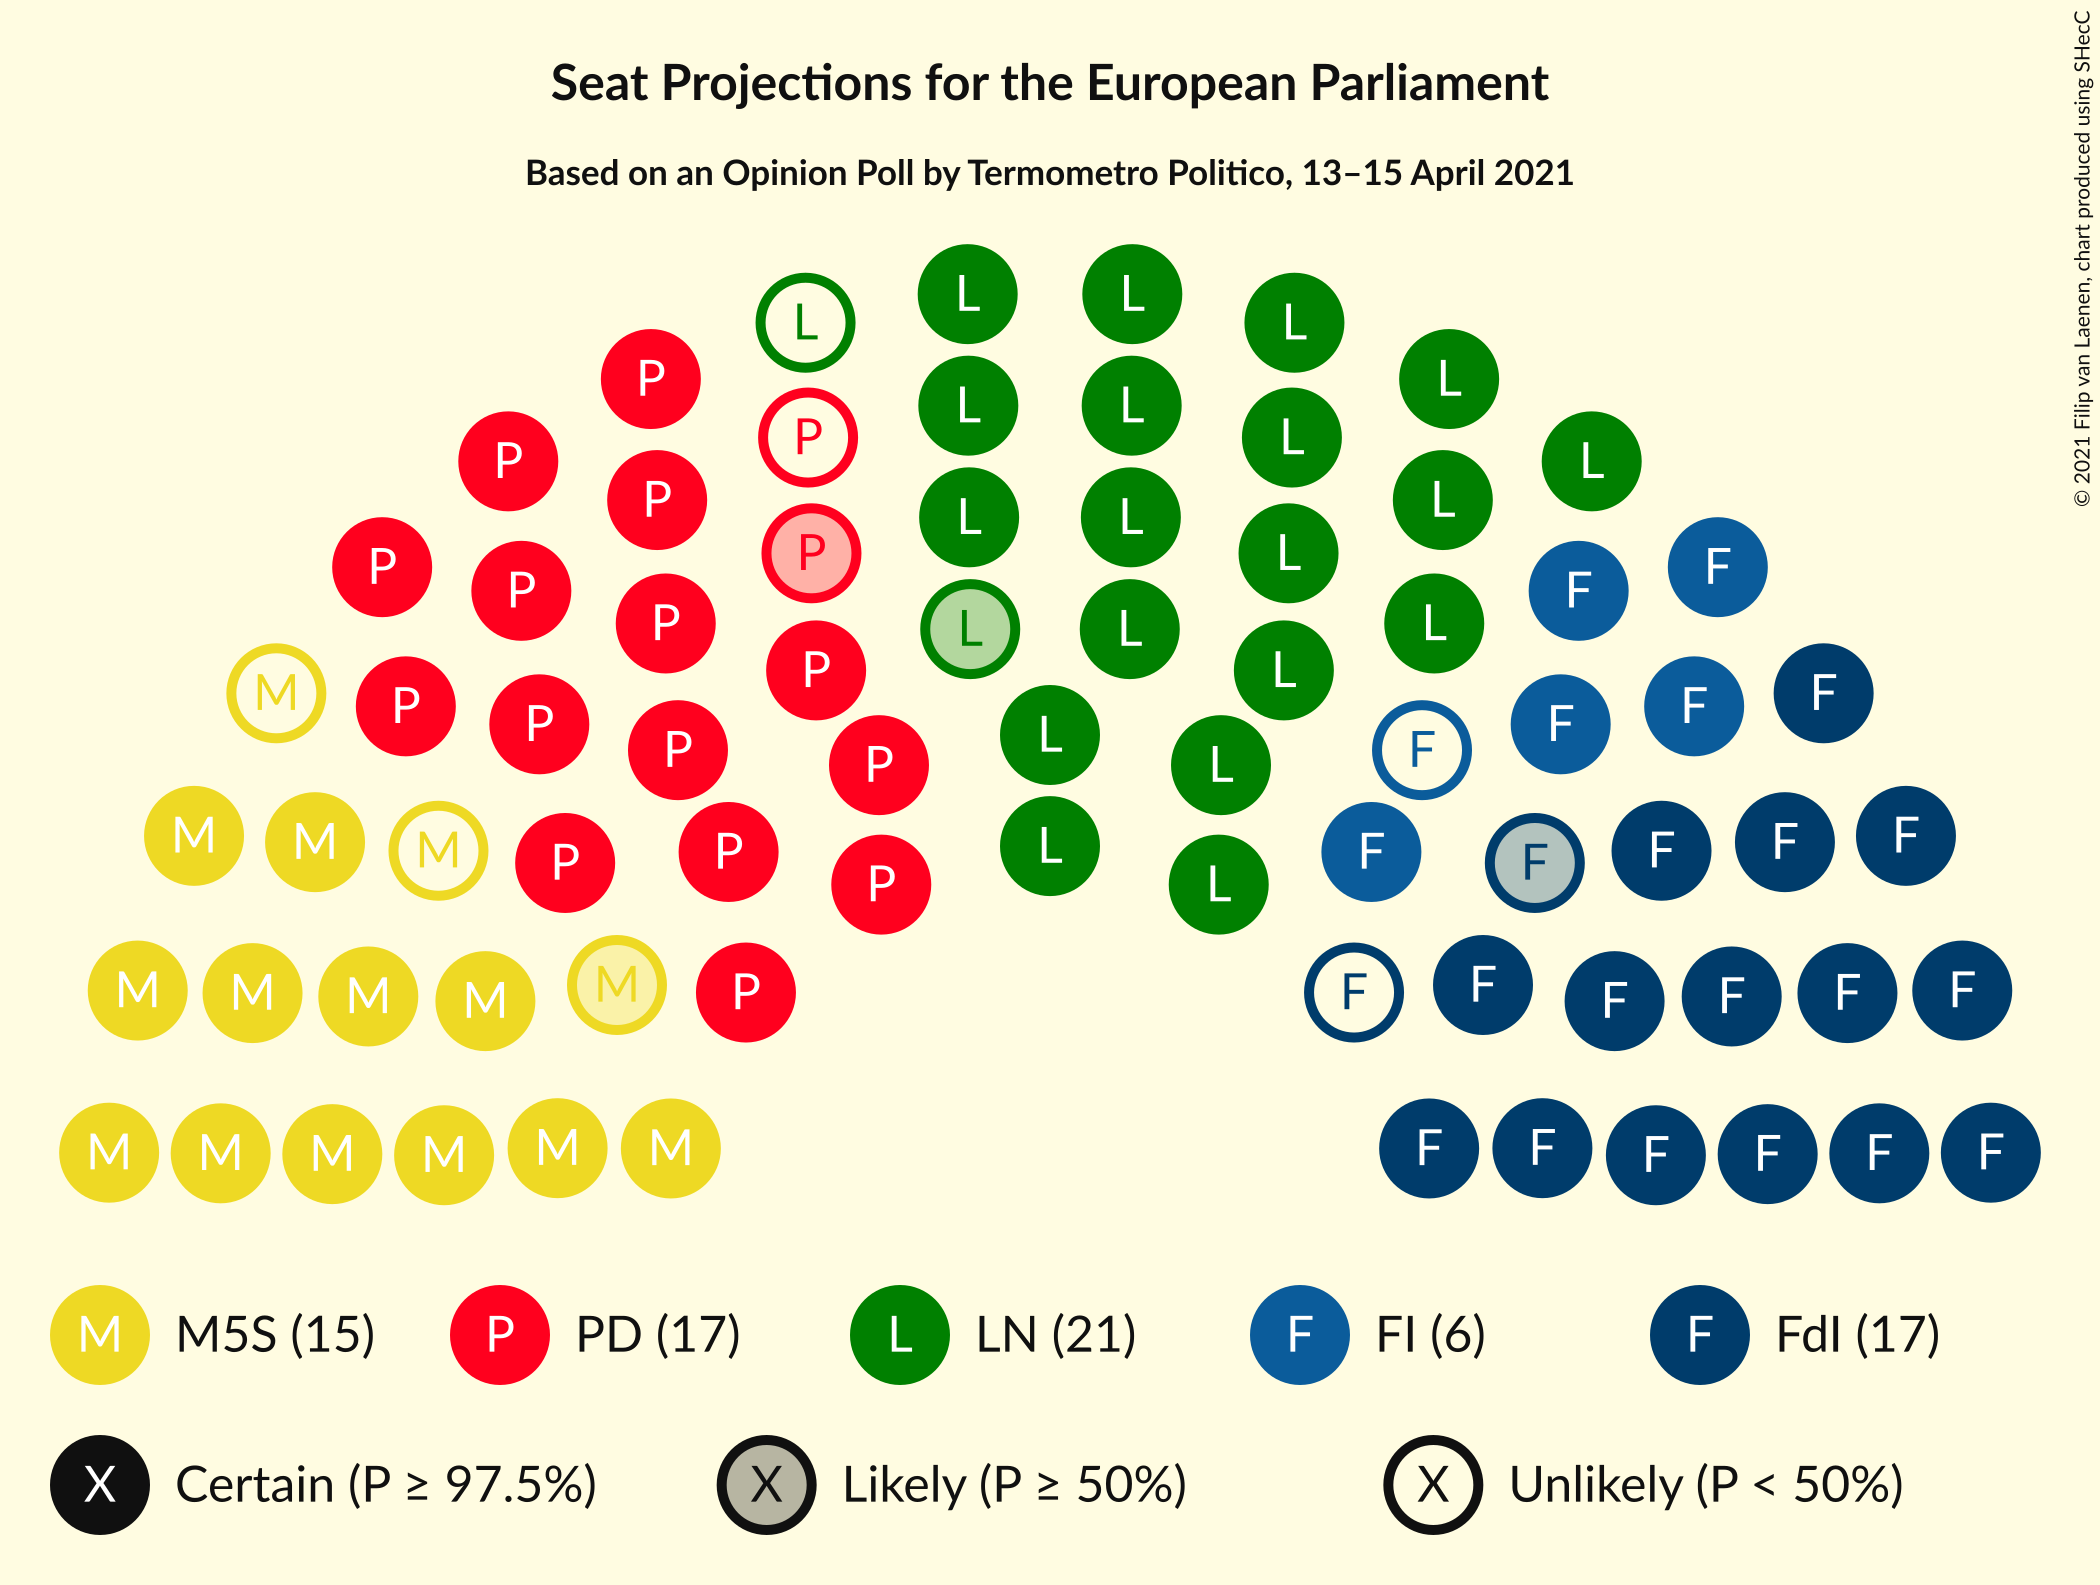 Seat Projections for the European Parliament
Based on an Opinion Poll by Termometro Politico, 13–15 April 2021
© 2021 Filip van Laenen, chart produced using SHecC
L L L L
P L
P P L L L L
P L
P L L L
P P L L
P P L L F F
P L L
M P P P P L L F F F F
P P L L F
M M M P P P L L F F F F F
M M M M M P F F F F F F
M M M M M M F F F F F F
M M5S (15) P PD (17) L LN (21) F FI (6) F FdI (17)
X Certain (P ≥ 97.5%) X Likely (P ≥ 50%) X Unlikely (P < 50%)